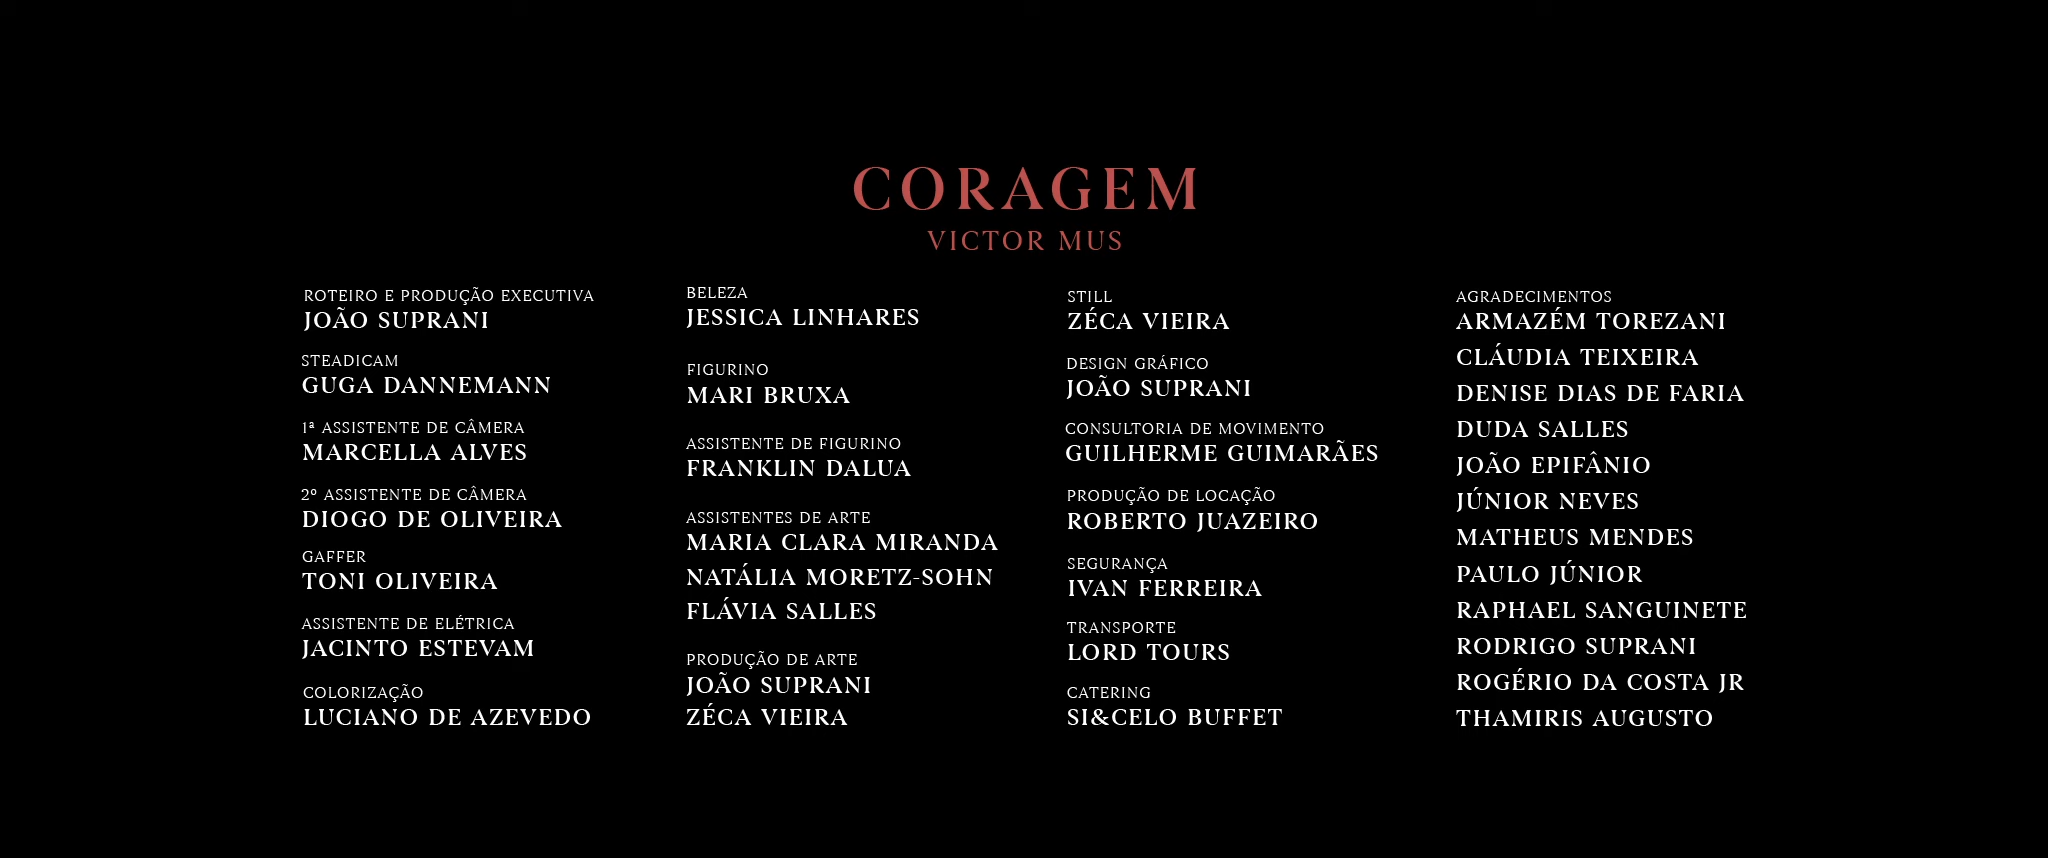 CORAGEM
VICTOR MUS
ROTEIRO E PRODUÇÃO EXECUTIVA
JOÃO SUPRANI
STEADICAM
GUGA DANNEMANN
1ª ASSISTENTE DE CÂMERA
MARCELLA ALVES
2º ASSISTENTE DE CÂMERA
DIOGO DE OLIVEIRA
GAFFER
TONI OLIVEIRA
ASSISTENTE DE ELÉTRICA
JACINTO ESTEVAM
COLORIZAÇÃO
LUCIANO DE AZEVEDO
BELEZA
JESSICA LINHARES
FIGURINO
MARI BRUXA
ASSISTENTE DE FIGURINO
FRANKLIN DALUA
ASSISTENTES DE ARTE
MARIA CLARA MIRANDA
NATÁLIA MORETZ-SOHN
FLÁVIA SALLES
PRODUÇÃO DE ARTE
JOÃO SUPRANI
ZÉCA VIEIRA
STILL
ZÉCA VIEIRA
DESIGN GRÁFICO
JOÃO SUPRANI
CONSULTORIA DE MOVIMENTO
GUILHERME GUIMARÃES
PRODUÇÃO DE LOCAÇÃO
ROBERTO JUAZEIRO
SEGURANÇA
IVAN FERREIRA
TRANSPORTE
LORD TOURS
CATERING
SI&CELO BUFFET
AGRADECIMENTOS
ARMAZÉM TOREZANI
CLÁUDIA TEIXEIRA
DENISE DIAS DE FARIA
DUDA SALLES
JOÃO EPIFÂNIO
JÚNIOR NEVES
MATHEUS MENDES
PAULO JÚNIOR
RAPHAEL SANGUINETE
RODRIGO SUPRANI
ROGÉRIO DA COSTA JR
THAMIRIS AUGUSTO